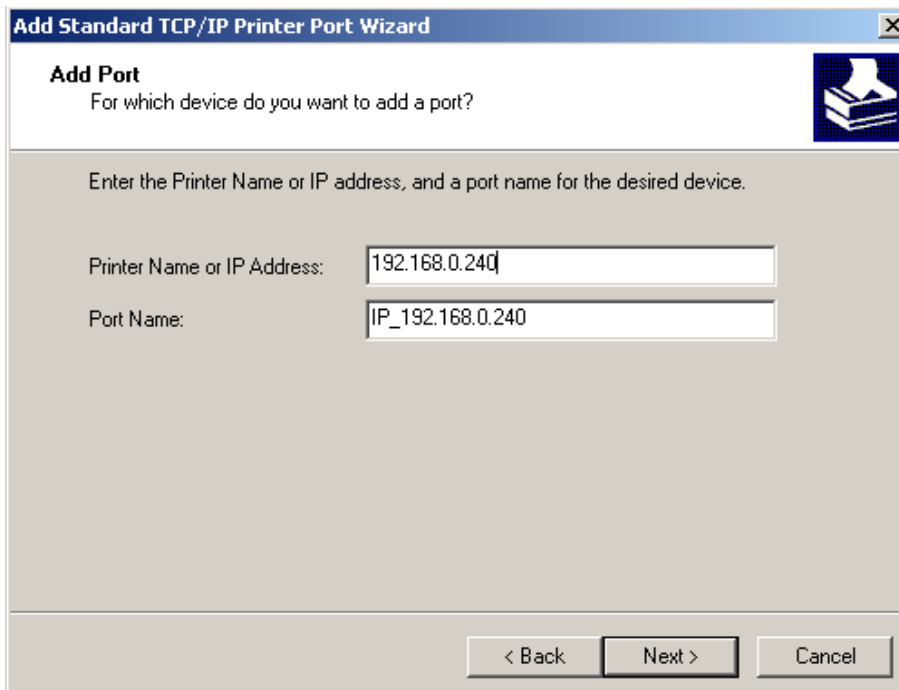 Add Standard TCP/IP Printer Port Wizard
Add Port
For which device do you want to add a port?
Enter the Printer Name or IP address, and a port name for the desired device.
Printer Name or IP Address: 192.168.0.240
Port Name: IP_192.168.0.240
< Back Next > Cancel